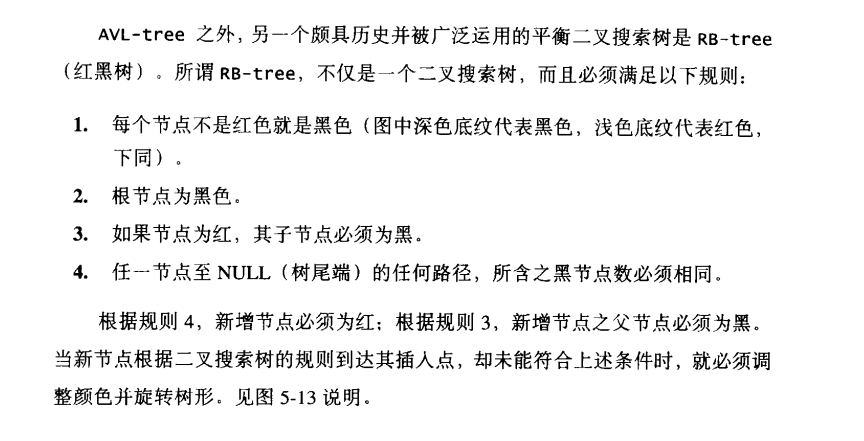 AVL-tree 之外，另一个颇具历史并被广泛运用的平衡二叉搜索树是 RB-tree
（红黑树）。所谓 RB-tree，不仅是一个二叉搜索树，而且必须满足以下规则：
1. 每个节点不是红色就是黑色（图中深色底纹代表黑色，浅色底纹代表红色，
下同）。
2. 根节点为黑色。
3. 如果节点为红，其子节点必须为黑。
4. 任一节点至 NULL（树尾端）的任何路径，所含之黑节点数必须相同。
根据规则 4，新增节点必须为红；根据规则 3，新增节点之父节点必须为黑。
当新节点根据二叉搜索树的规则到达其插入点，却未能符合上述条件时，就必须调
整颜色并旋转树形。见图 5-13 说明。